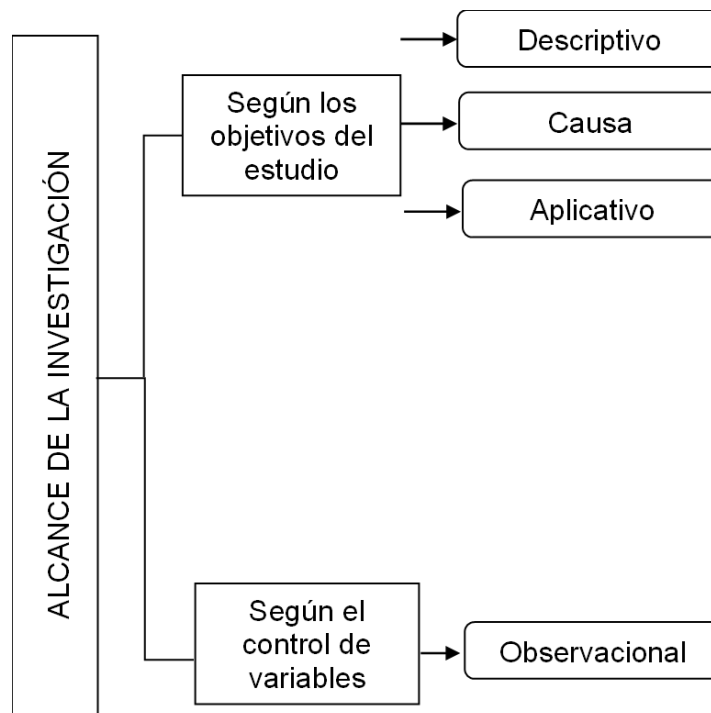 ALCANCE DE LA INVESTIGACIÓN
Según los
objetivos del
estudio
Descriptivo
Causa
Aplicativo
Según el
control de
variables
Observacional